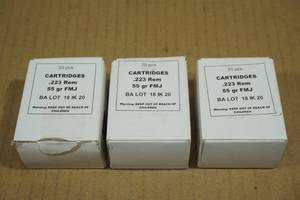 20 pcs
CARTRIDGES
.223 Rem
55 gr FMJ
BA LOT 18 IK 20
Warning KEEP OUT OF REACH OF
CHILDREN
20 pcs
CARTRIDGES
.223 Rem
55 gr FMJ
BA LOT 18 IK 20
Warning KEEP OUT OF REACH OF
CHILDREN
20 pcs
CARTRIDGES
.223 Rem
55 gr FMJ
BA LOT 18 IK 20
Warning KEEP OUT OF REACH OF
CHILDREN